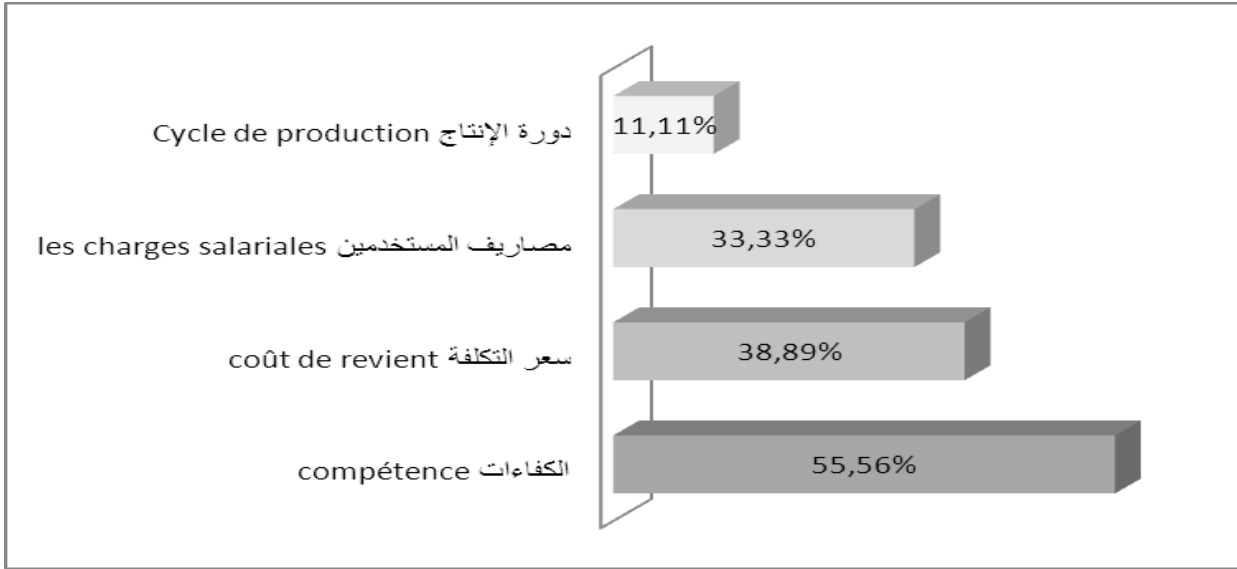 دورة الإنتاج Cycle de production
11,11%
مصاريف المستخدمين les charges salariales
33,33%
سعر التكلفة coût de revient
38,89%
الكفاءات compétence
55,56%